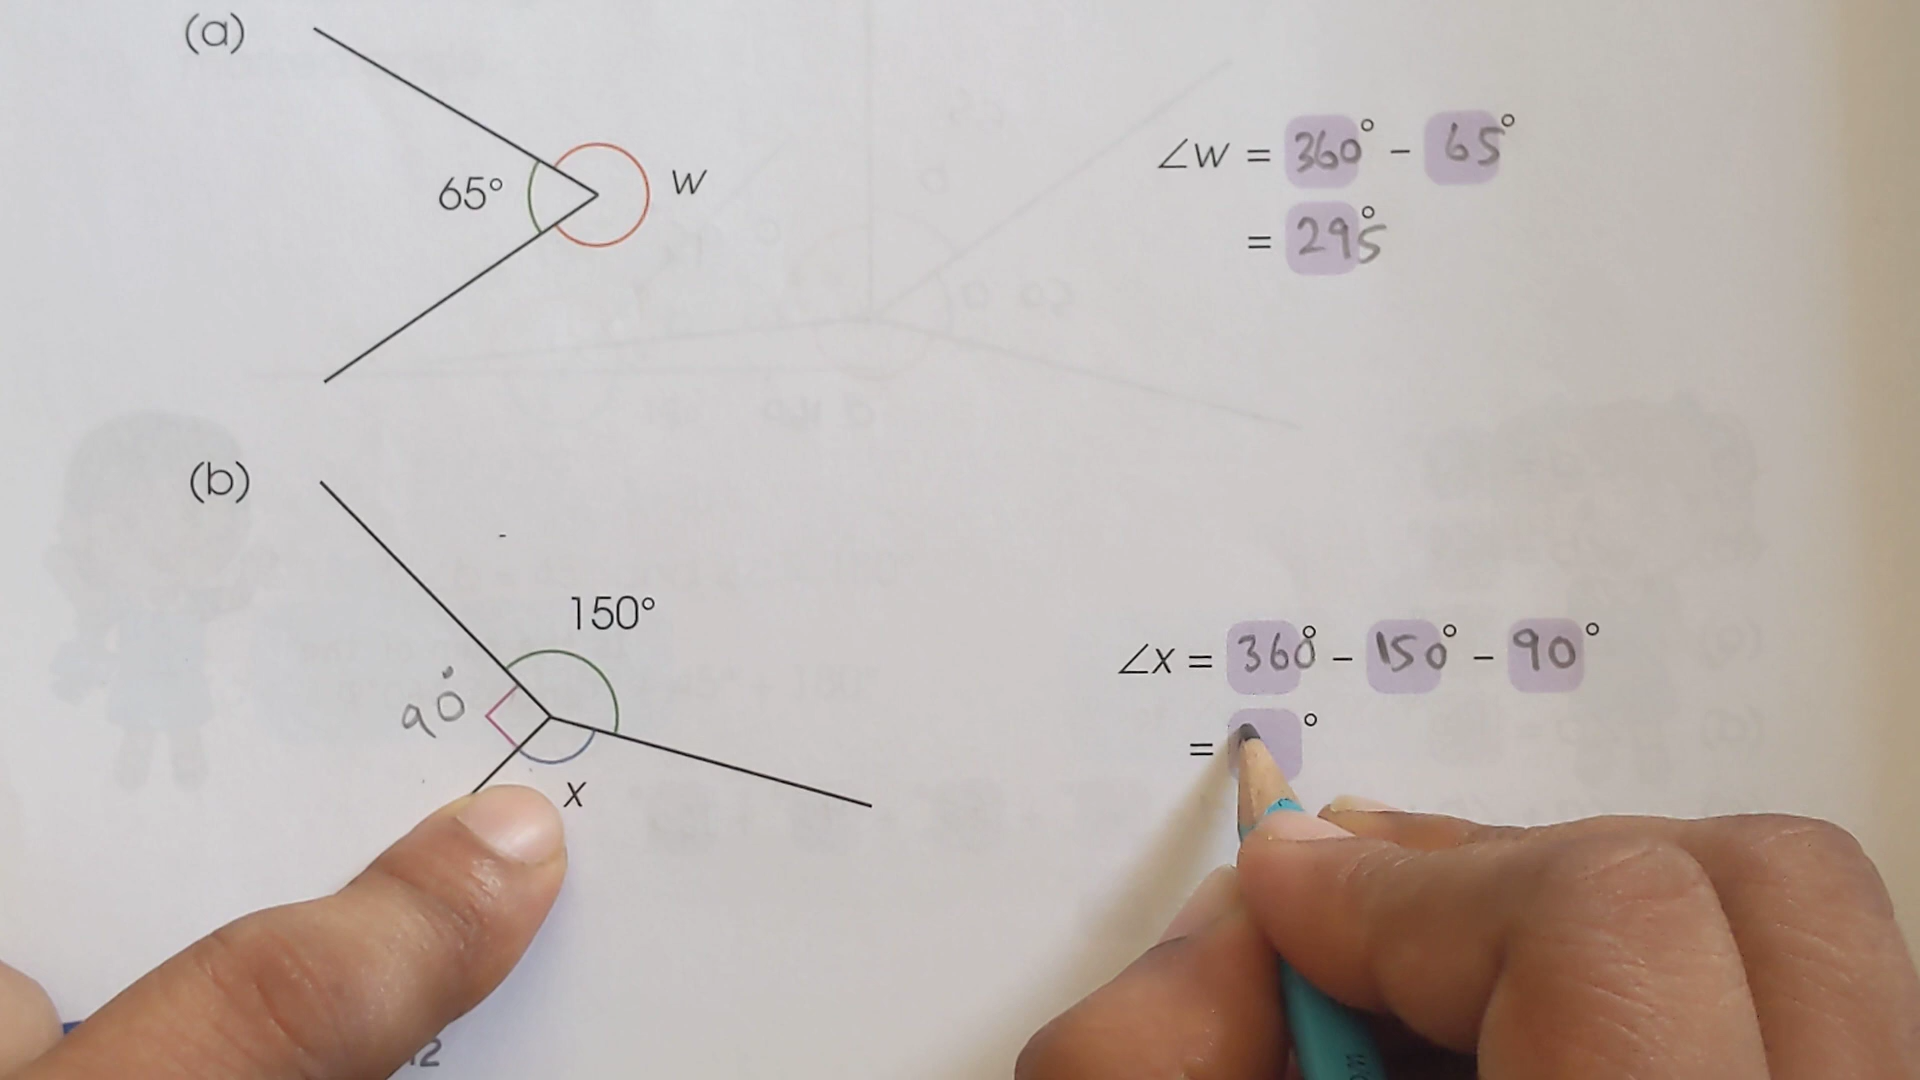 (a)
65°
w
∠w = 360° - 65°
= 295°
(b)
150°
90°
x
∠x = 360° - 150° - 90°
= °